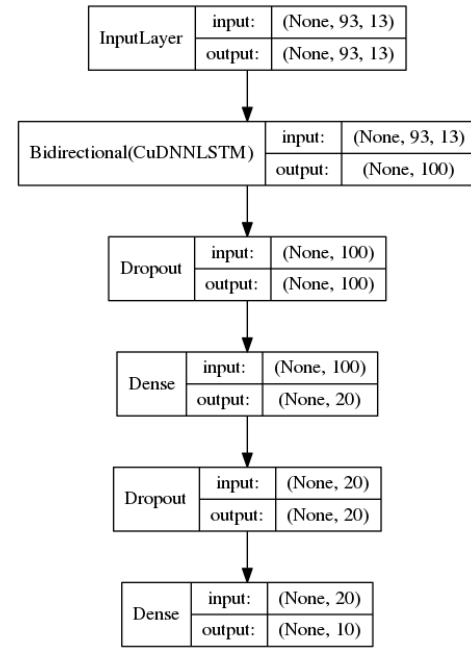 InputLayer
input: (None, 93, 13)
output: (None, 93, 13)
Bidirectional(CuDNNLSTM)
input: (None, 93, 13)
output: (None, 100)
Dropout
input: (None, 100)
output: (None, 100)
Dense
input: (None, 100)
output: (None, 20)
Dropout
input: (None, 20)
output: (None, 20)
Dense
input: (None, 20)
output: (None, 10)